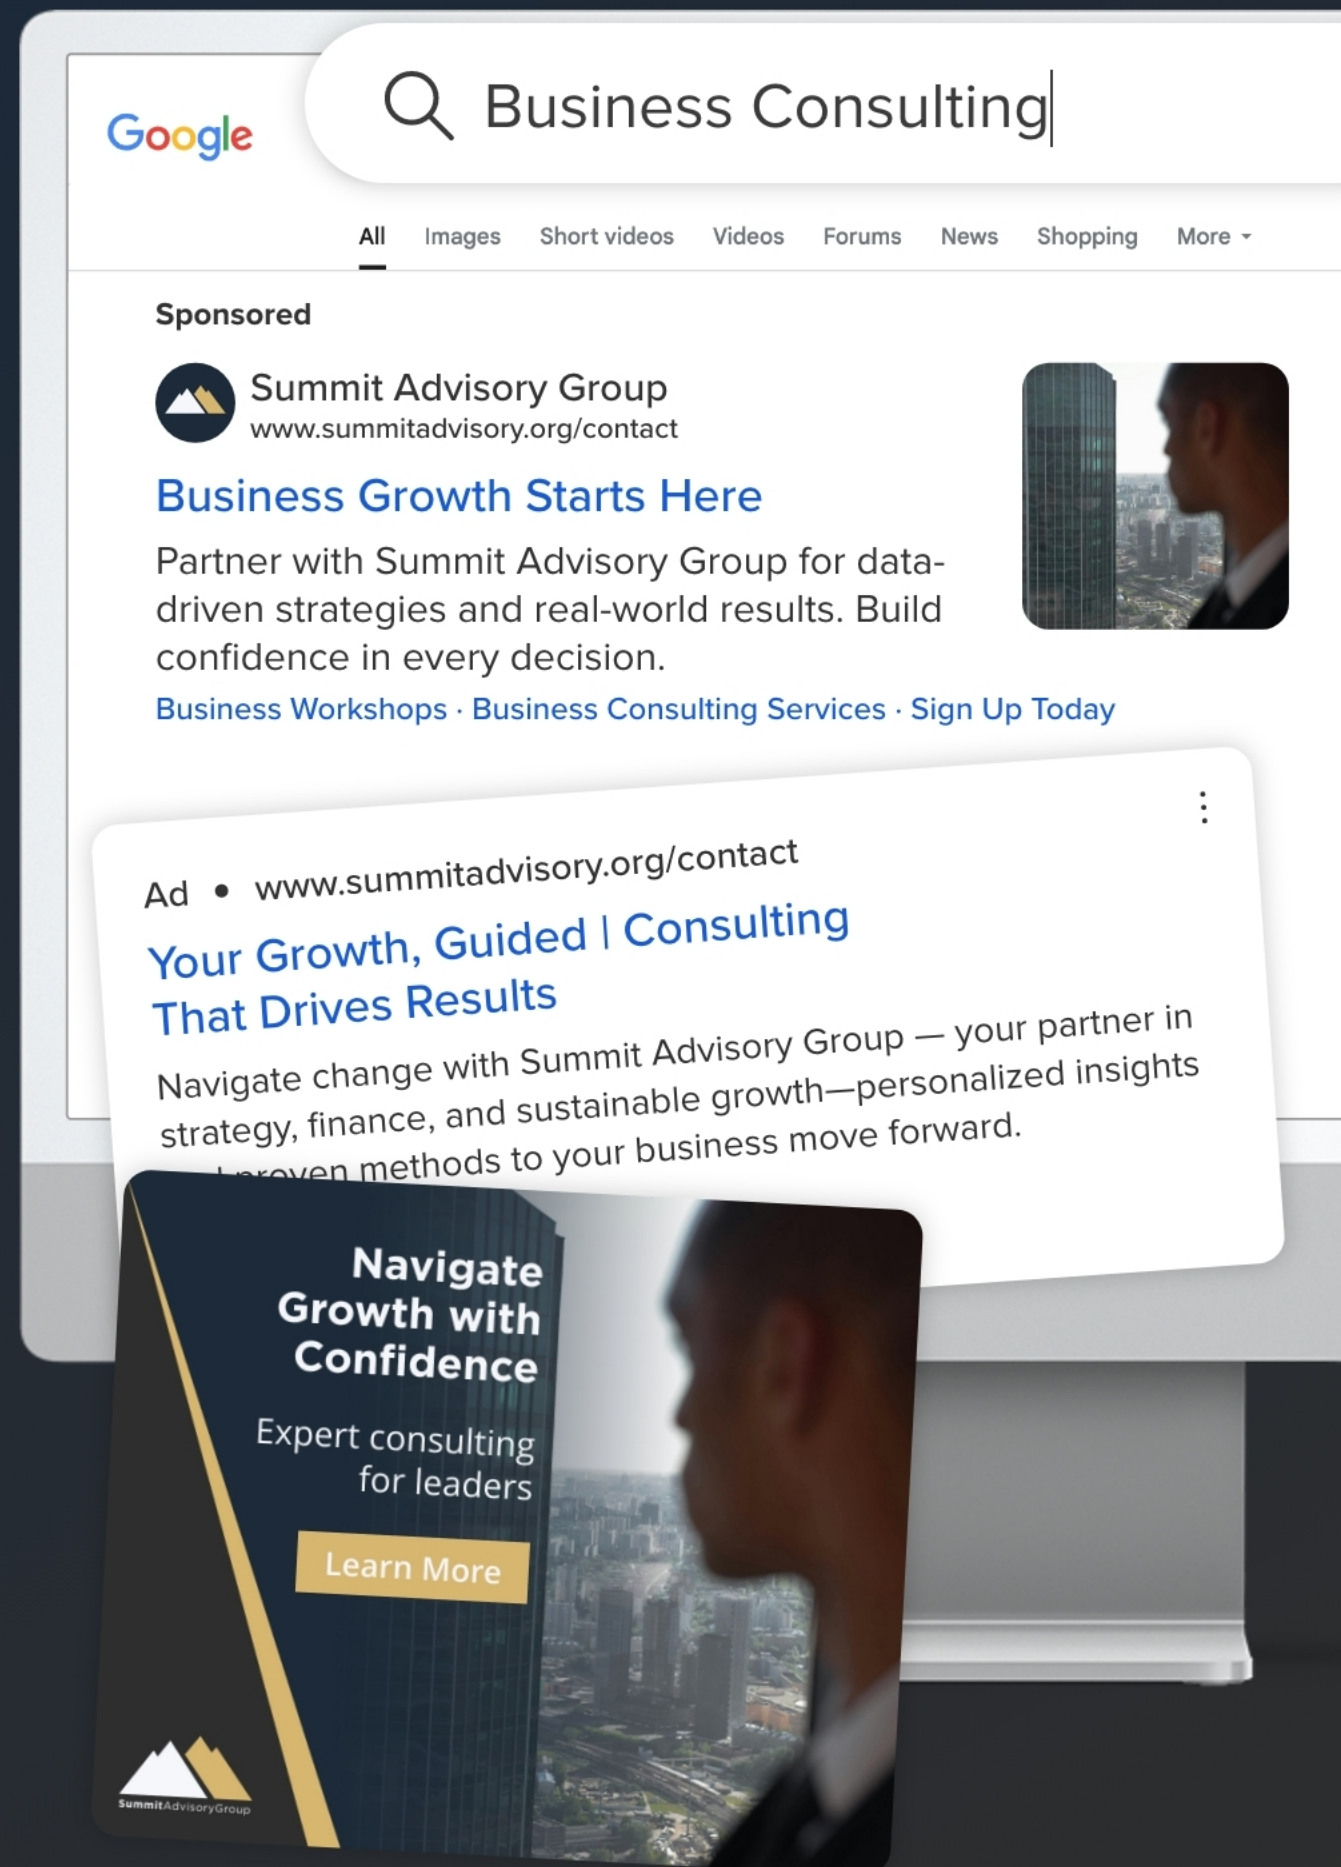 Google
Business Consulting
All Images Short videos Videos Forums News Shopping More
Sponsored
Summit Advisory Group
www.summitadvisory.org/contact
Business Growth Starts Here
Partner with Summit Advisory Group for data-
driven strategies and real-world results. Build
confidence in every decision.
Business Workshops · Business Consulting Services · Sign Up Today
Ad • www.summitadvisory.org/contact
Your Growth, Guided | Consulting
That Drives Results
Navigate change with Summit Advisory Group — your partner in
strategy, finance, and sustainable growth—personalized insights
proven methods to your business move forward.
Navigate
Growth with
Confidence
Expert consulting
for leaders
Learn More
SummitAdvisoryGroup